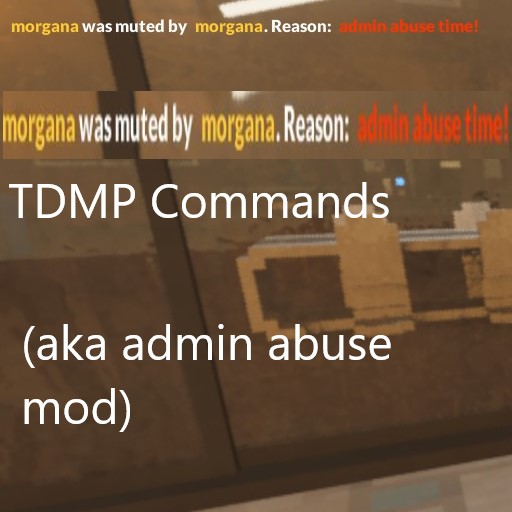 morgana was muted by morgana. Reason: admin abuse time!
morgana was muted by morgana. Reason: admin abuse time!
TDMP Commands
(aka admin abuse
mod)